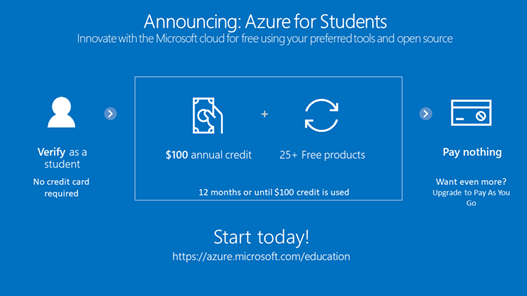 Announcing: Azure for Students
Innovate with the Microsoft cloud for free using your preferred tools and open source
Verify as a
student
No credit card
required
$100 annual credit
+
25+ Free products
12 months or until $100 credit is used
Pay nothing
Want even more?
Upgrade to Pay As You
Go
Start today!
https://azure.microsoft.com/education